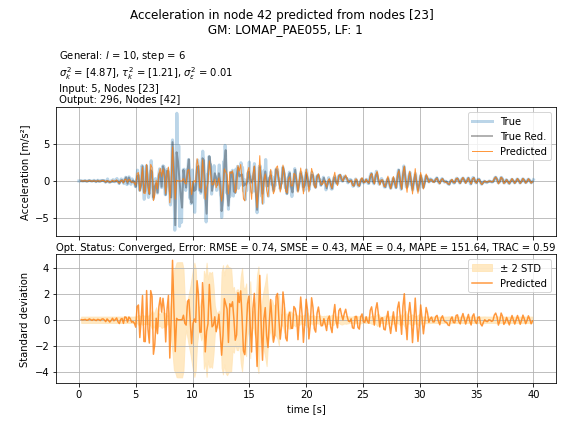 Acceleration in node 42 predicted from nodes [23]
GM: LOMAP_PAE055, LF: 1
General: l = 10, step = 6
σ_k² = [4.87], τ_k² = [1.21], σ_ε² = 0.01
Input: 5, Nodes [23]
Output: 296, Nodes [42]
Acceleration [m/s²]
5
0
−5
True
True Red.
Predicted
Opt. Status: Converged, Error: RMSE = 0.74, SMSE = 0.43, MAE = 0.4, MAPE = 151.64, TRAC = 0.59
Standard deviation
4
2
0
−2
−4
± 2 STD
Predicted
0 5 10 15 20 25 30 35 40
time [s]